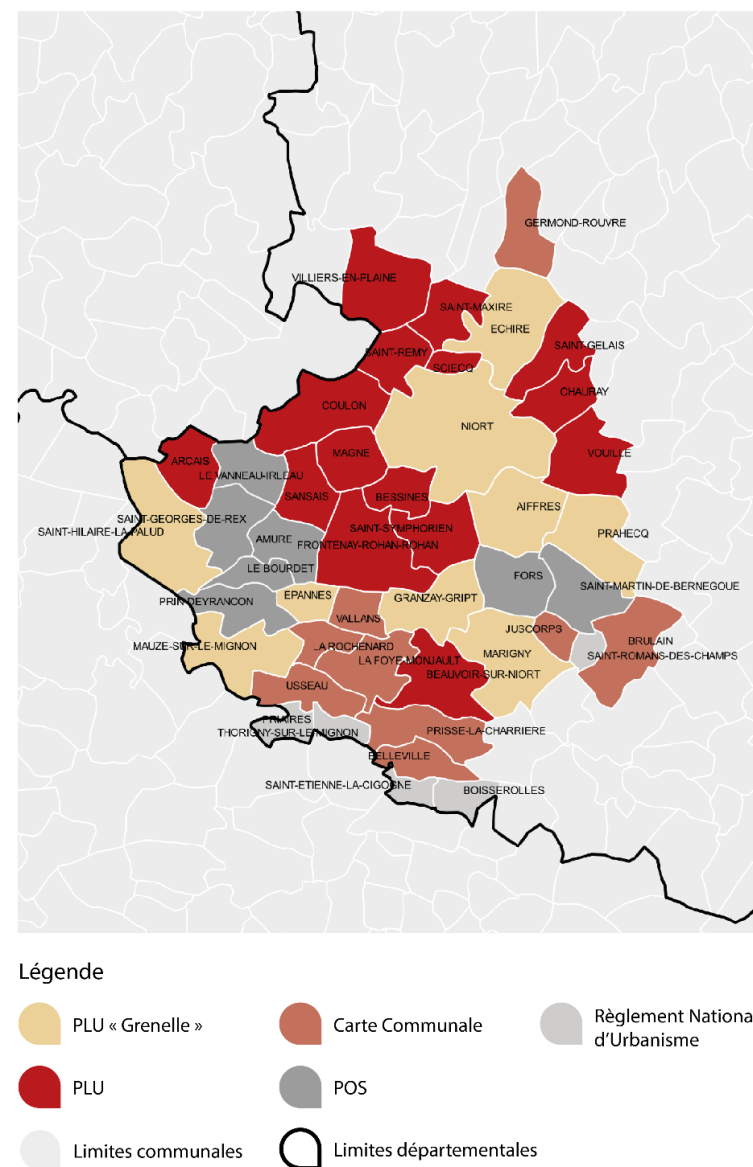 GERMOND-ROUVRE
VILLIERS-EN-PLAINE
SAINT-MAXIRE
ECHIRE
SAINT-GELAIS
SAINT-REMY
SCIECQ
CHAURAY
COULON
NIORT
VOUILLE
MAGNE
ARCAIS
LE VANNEAU-IRLEAU
SANSAIS
BESSINES
AIFFRES
SAINT-GEORGES-DE-REX
SAINT-SYMPHORIEN
SAINT-HILAIRE-LA-PALUD
PRAHECQ
AMURE
FRONTENAY-ROHAN-ROHAN
LE BOURDET
FORS
SAINT-MARTIN-DE-BERNEGOUE
PRIN-DEYRANCON
EPANNES
GRANZAY-GRIPT
VALLANS
JUSCORPS
MAUZE-SUR-LE-MIGNON
LA ROCHENARD
BRULAIN
MARIGNY
SAINT-ROMANS-DES-CHAMPS
LA FOYE-MONJAULT
BEAUVOIR-SUR-NIORT
USSEAU
PRIAIRES
THORIGNY-SUR-LE-MIGNON
PRISSE-LA-CHARRIERE
BELLEVILLE
SAINT-ETIENNE-LA-CIGOGNE
BOISSEROLLES
Légende
PLU « Grenelle »
Carte Communale
Règlement Nationa
d'Urbanisme
PLU
POS
Limites communales
Limites départementales